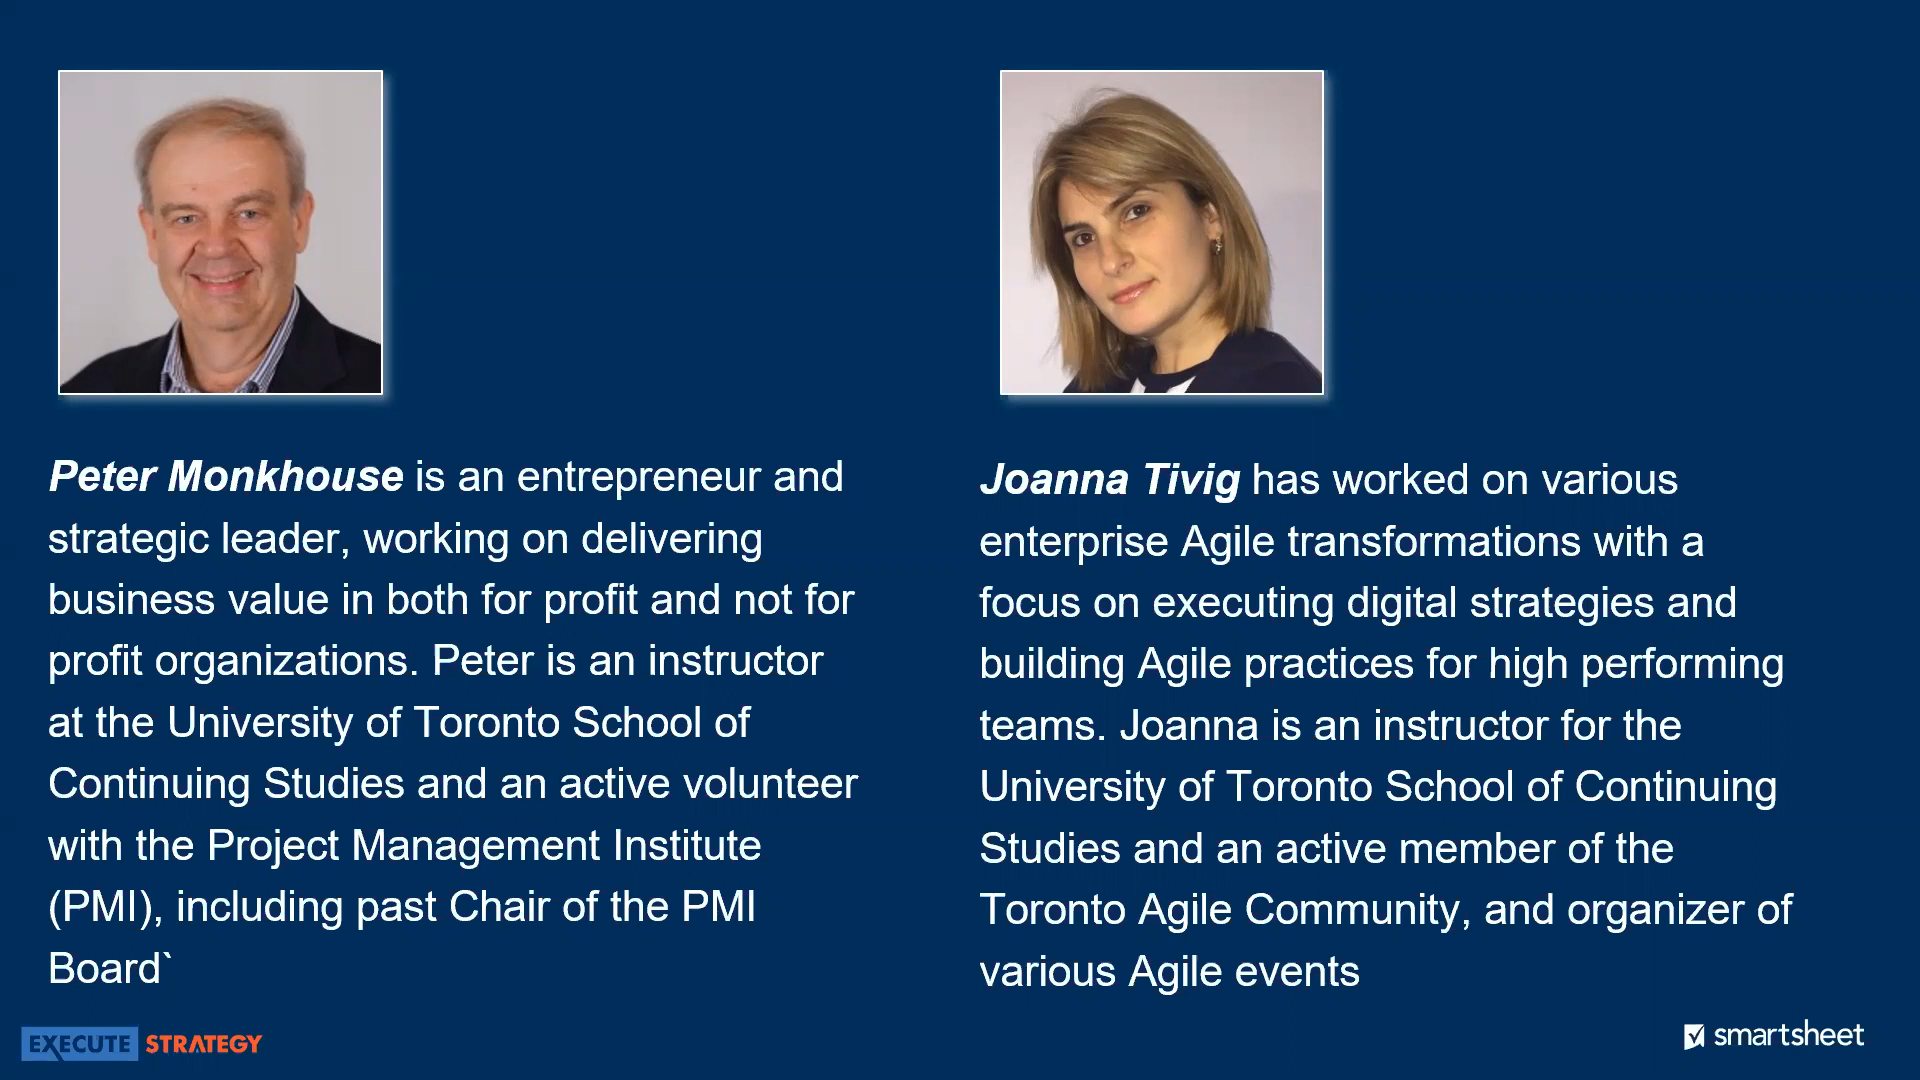 Peter Monkhouse is an entrepreneur and
strategic leader, working on delivering
business value in both for profit and not for
profit organizations. Peter is an instructor
at the University of Toronto School of
Continuing Studies and an active volunteer
with the Project Management Institute
(PMI), including past Chair of the PMI
Board`
Joanna Tivig has worked on various
enterprise Agile transformations with a
focus on executing digital strategies and
building Agile practices for high performing
teams. Joanna is an instructor for the
University of Toronto School of Continuing
Studies and an active member of the
Toronto Agile Community, and organizer of
various Agile events
EXECUTE STRATEGY
smartsheet